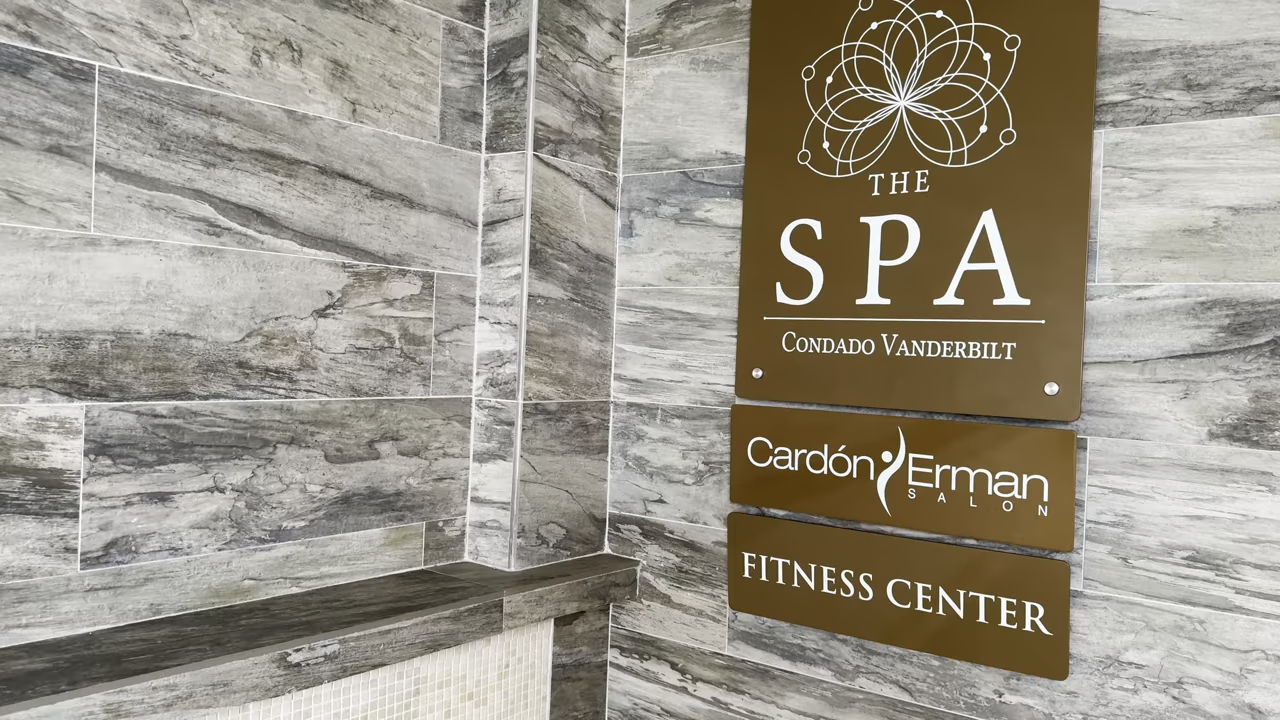 THE
SPA
CONDADO VANDERBILT
Cardón Erman
SALON
FITNESS CENTER